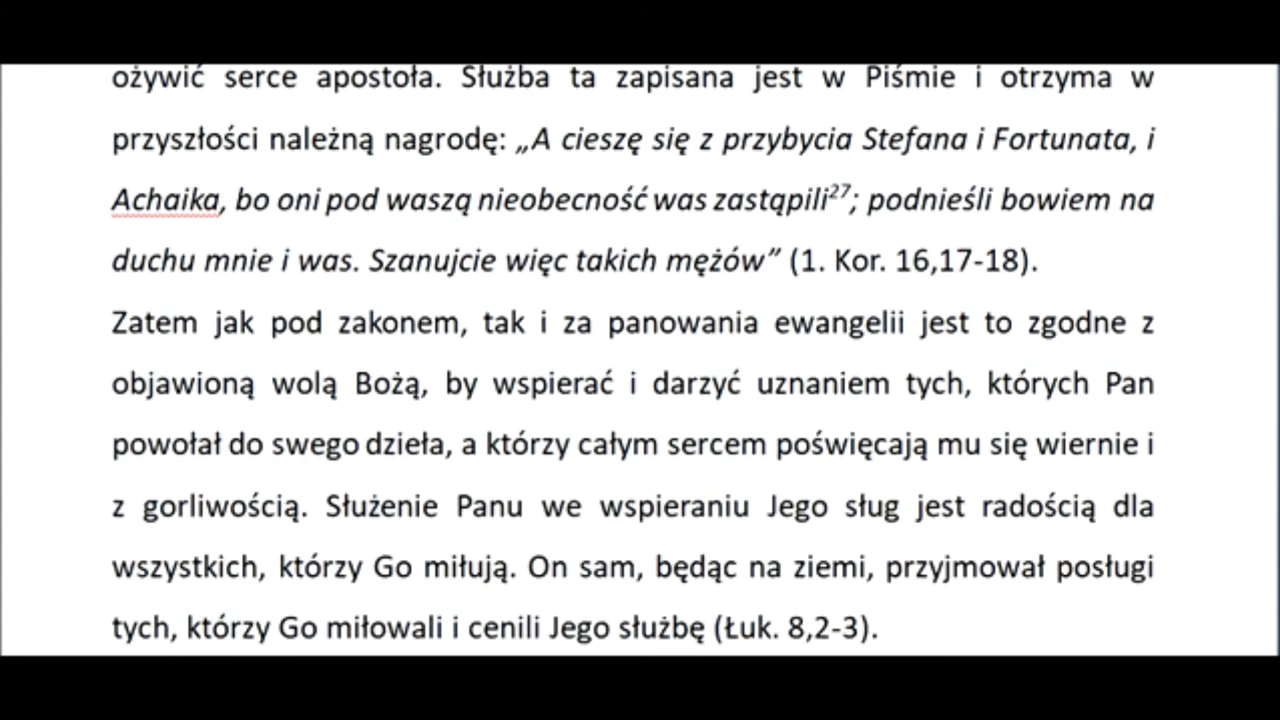 ożywić serce apostoła. Służba ta zapisana jest w Piśmie i otrzyma w
przyszłości należną nagrodę: „A cieszę się z przybycia Stefana i Fortunata, i
Achaika, bo oni pod waszą nieobecność was zastąpili27; podnieśli bowiem na
duchu mnie i was. Szanujcie więc takich mężów” (1. Kor. 16,17-18).
Zatem jak pod zakonem, tak i za panowania ewangelii jest to zgodne z
objawioną wolą Bożą, by wspierać i darzyć uznaniem tych, których Pan
powołał do swego dzieła, a którzy całym sercem poświęcają mu się wiernie i
z gorliwością. Służenie Panu we wspieraniu Jego sług jest radością dla
wszystkich, którzy Go miłują. On sam, będąc na ziemi, przyjmował posługi
tych, którzy Go miłowali i cenili Jego służbę (Łuk. 8,2-3).